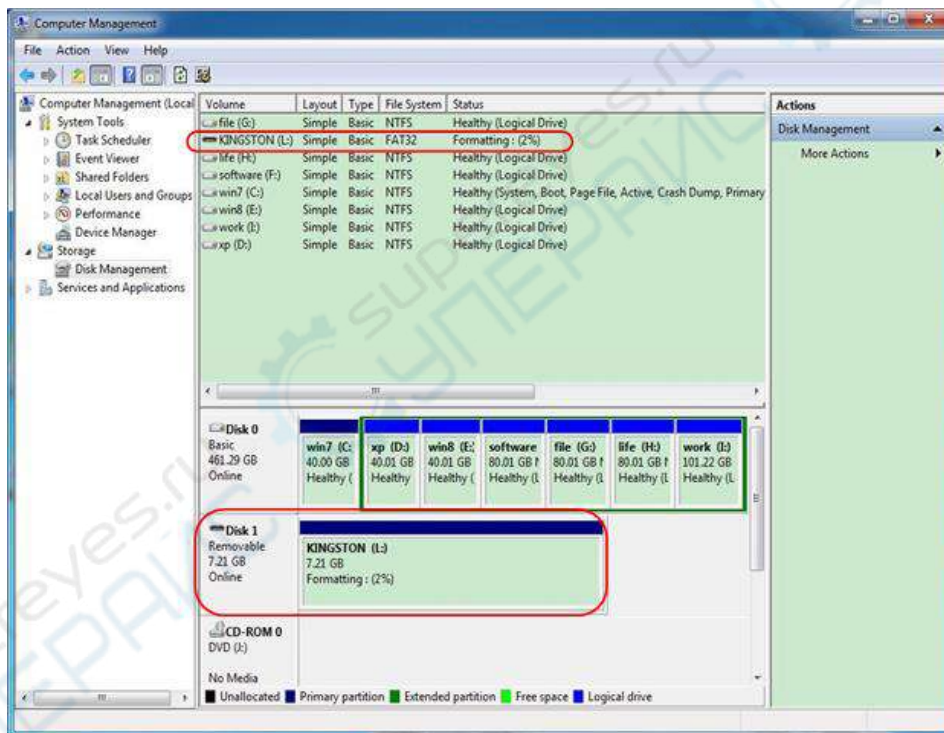 Computer Management
File Action View Help
Computer Management (Local
System Tools
Task Scheduler
Event Viewer
Shared Folders
Local Users and Groups
Performance
Device Manager
Storage
Disk Management
Services and Applications
Volume Layout Type File System Status
file (G:) Simple Basic NTFS Healthy (Logical Drive)
KINGSTON (L:) Simple Basic FAT32 Formatting : (2%)
life (H:) Simple Basic NTFS Healthy (Logical Drive)
software (F:) Simple Basic NTFS Healthy (Logical Drive)
win7 (C:) Simple Basic NTFS Healthy (System, Boot, Page File, Active, Crash Dump, Primary
win8 (E:) Simple Basic NTFS Healthy (Logical Drive)
work (I:) Simple Basic NTFS Healthy (Logical Drive)
xp (D:) Simple Basic NTFS Healthy (Logical Drive)
Actions
Disk Management
More Actions
Disk 0
Basic
461.29 GB
Online
win7 (C: xp (D:) win8 (E: software file (G:) life (H:) work (I:)
40.00 GB 40.01 GB 40.01 GB 80.01 GB 80.01 GB 80.01 GB 101.22 GB
Healthy ( Healthy Healthy ( Healthy (L Healthy (L Healthy (L Healthy (L
Disk 1
Removable
7.21 GB
Online
KINGSTON (L:)
7.21 GB
Formatting : (2%)
CD-ROM 0
DVD (J:)
No Media
Unallocated Primary partition Extended partition Free space Logical drive
supereyes.ru
СУПЕРАЙС